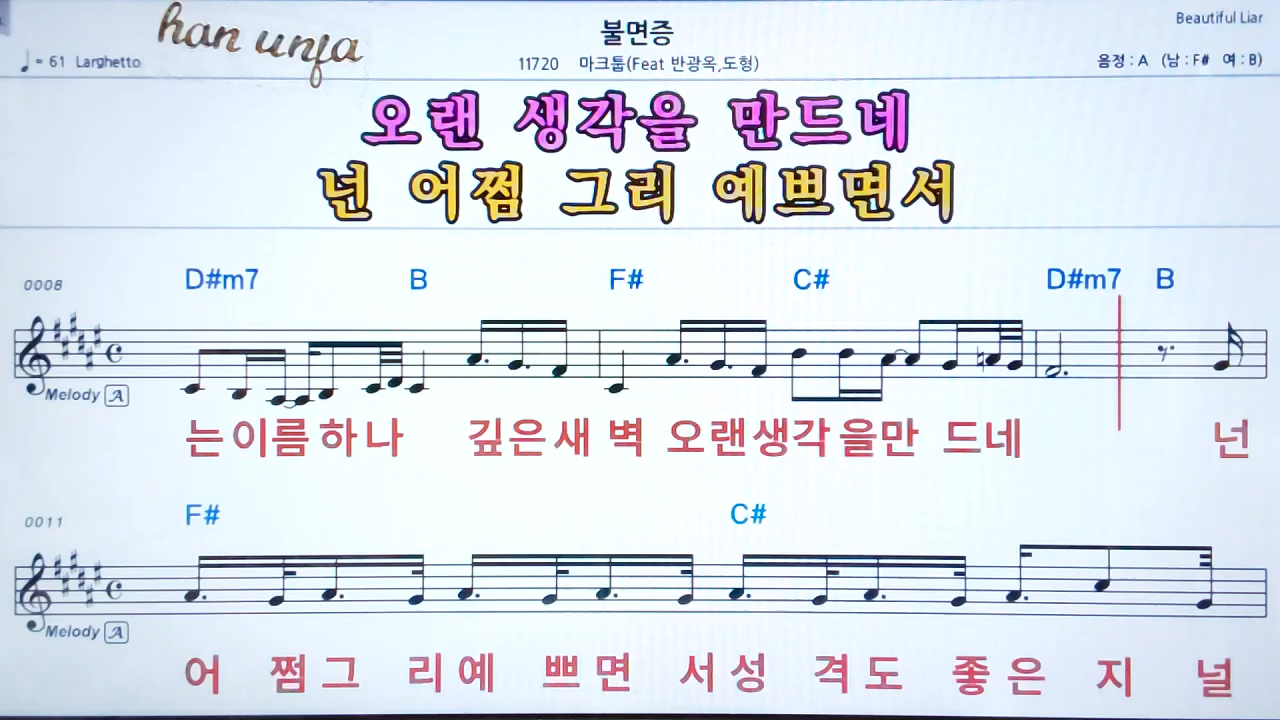 han unfa
불면증
Beautiful Liar
♩= 61 Larghetto
11720 마크툽(Feat 반광옥,도형)
음정 : A (남 : F# 여 : B)
오랜 생각을 만드네
넌 어쩜 그리 예쁘면서
0008 D#m7 B F# C# D#m7 B
Melody A
는 이름 하나 깊은 새 벽 오랜생각 을만 드네 넌
0011 F# C#
Melody A
어 쩜 그 리 예 쁘 면 서 성 격 도 좋 은 지 널